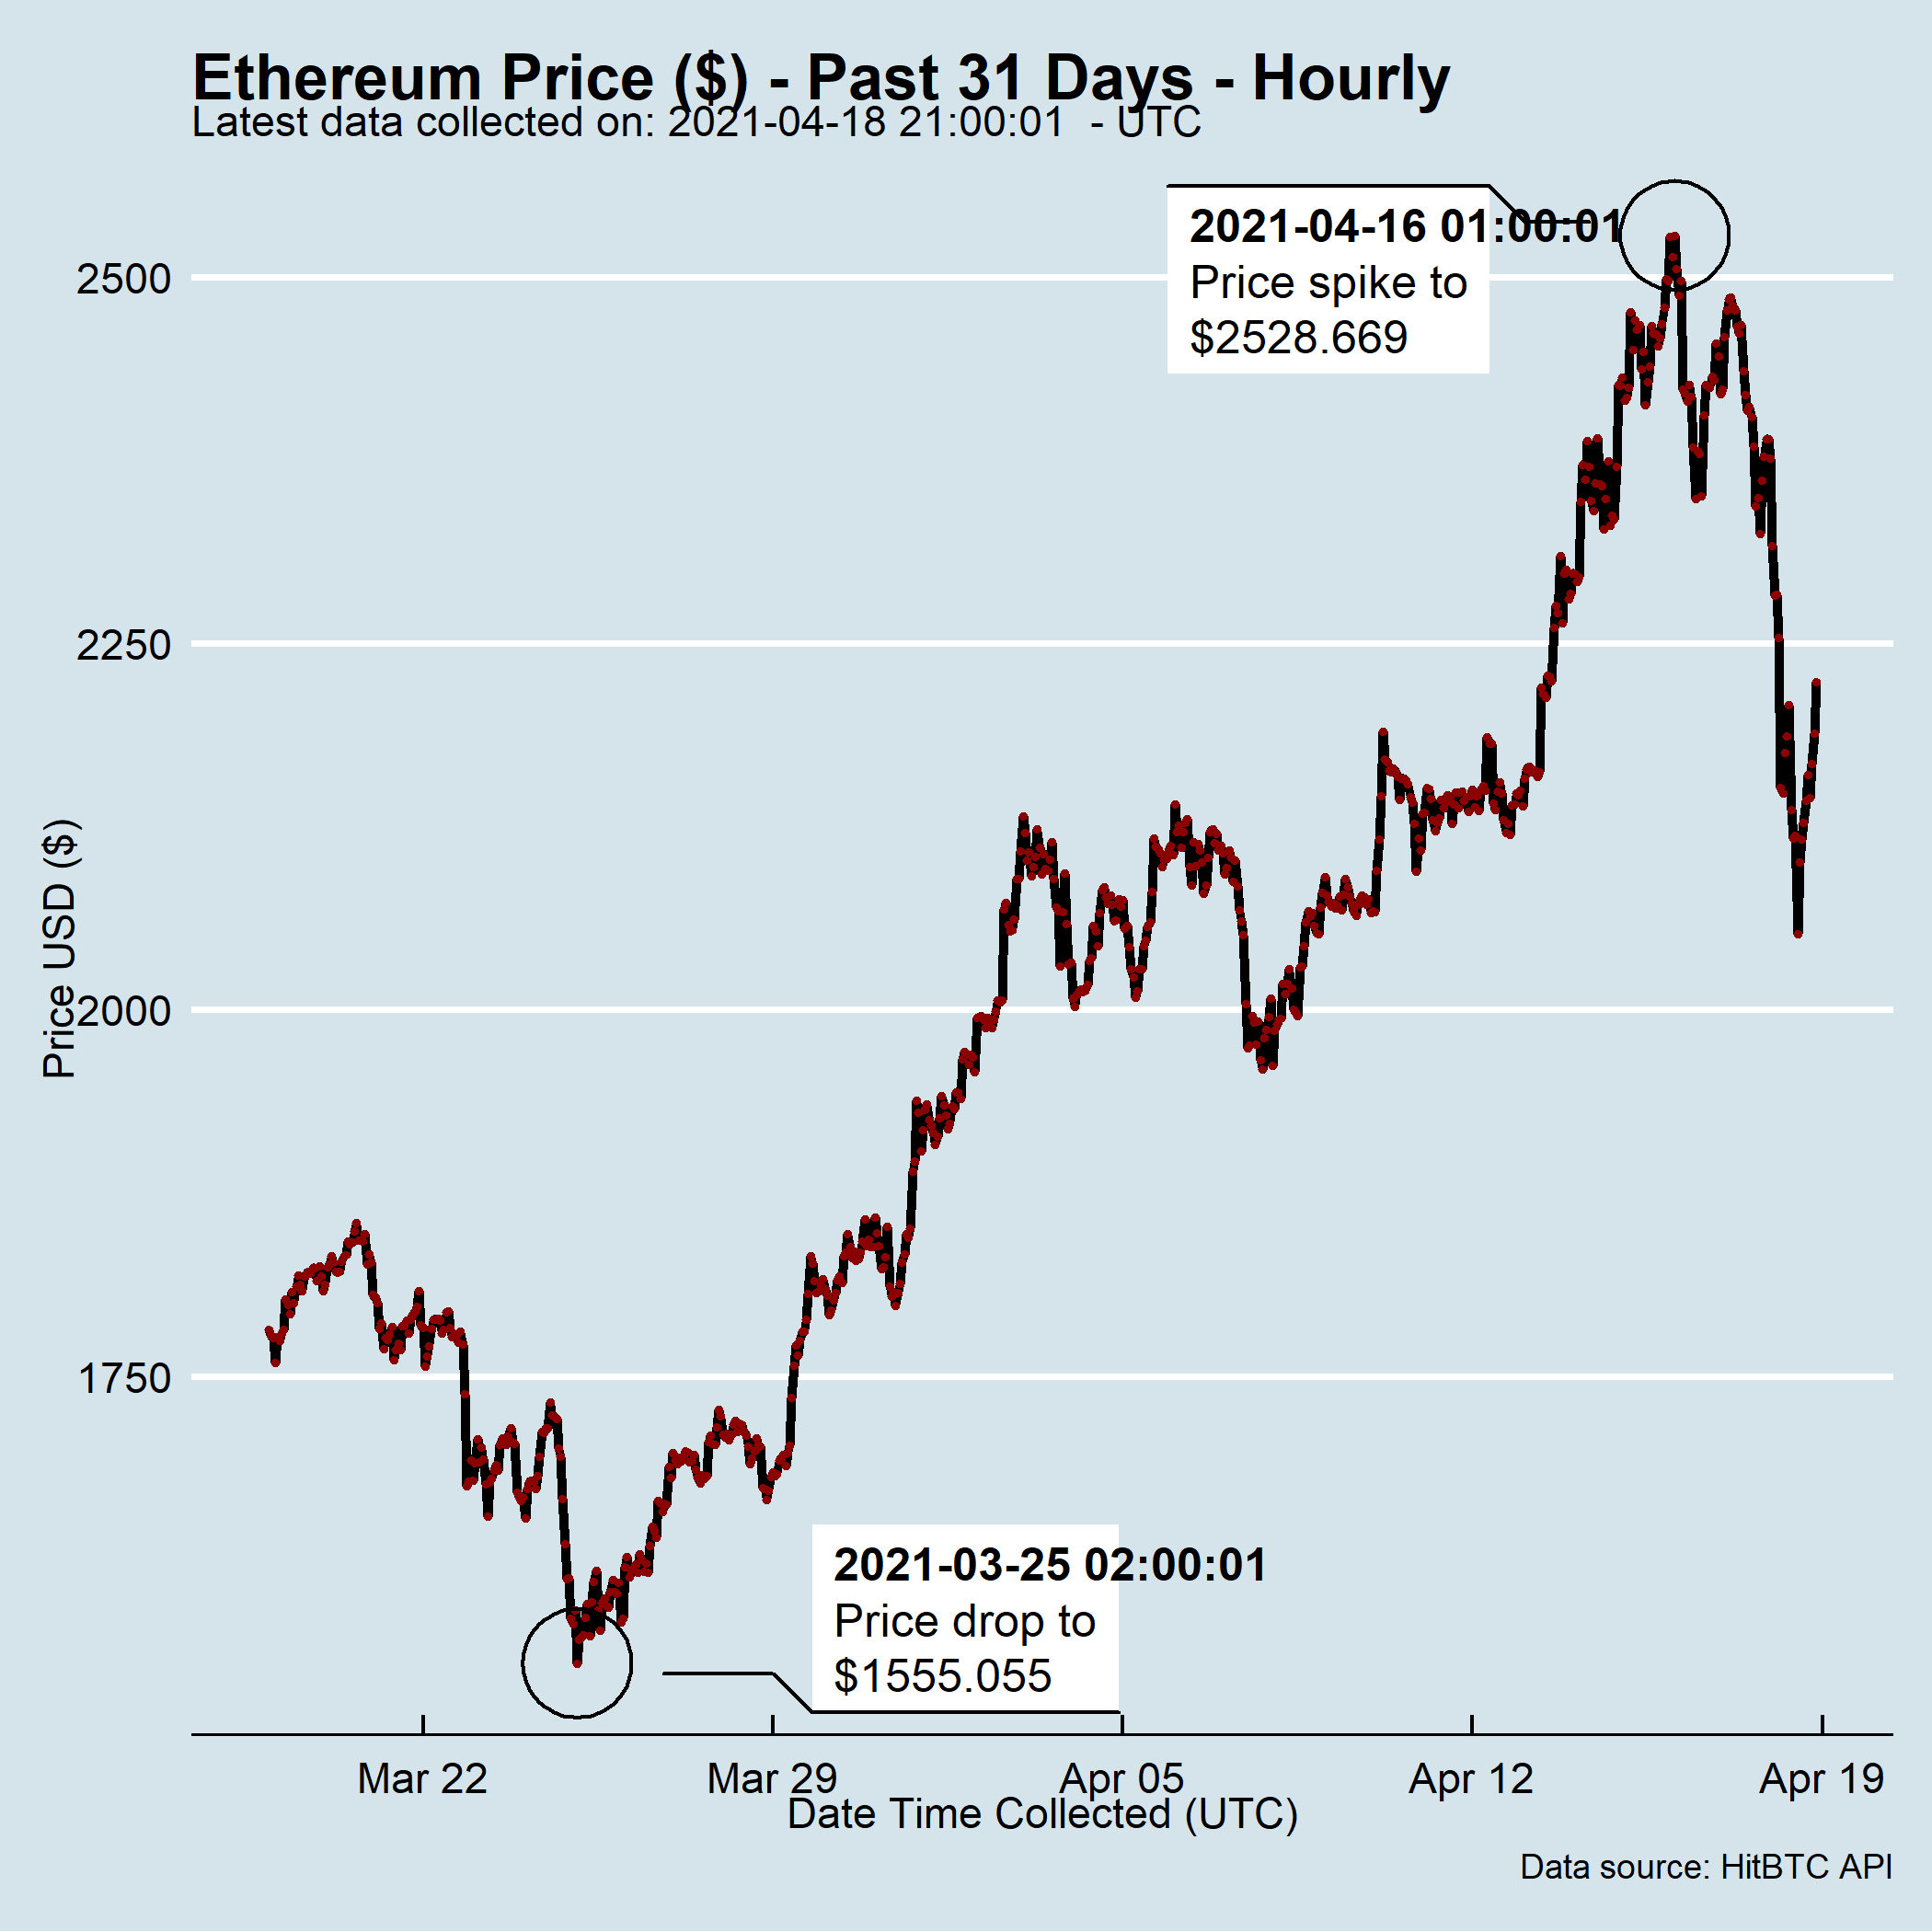 Ethereum Price ($) - Past 31 Days - Hourly
Latest data collected on: 2021-04-18 21:00:01  - UTC
2021-04-16 01:00:01
Price spike to
$2528.669
2500
2250
2000
1750
Price USD ($)
2021-03-25 02:00:01
Price drop to
$1555.055
Mar 22
Mar 29
Apr 05
Apr 12
Apr 19
Date Time Collected (UTC)
Data source: HitBTC API